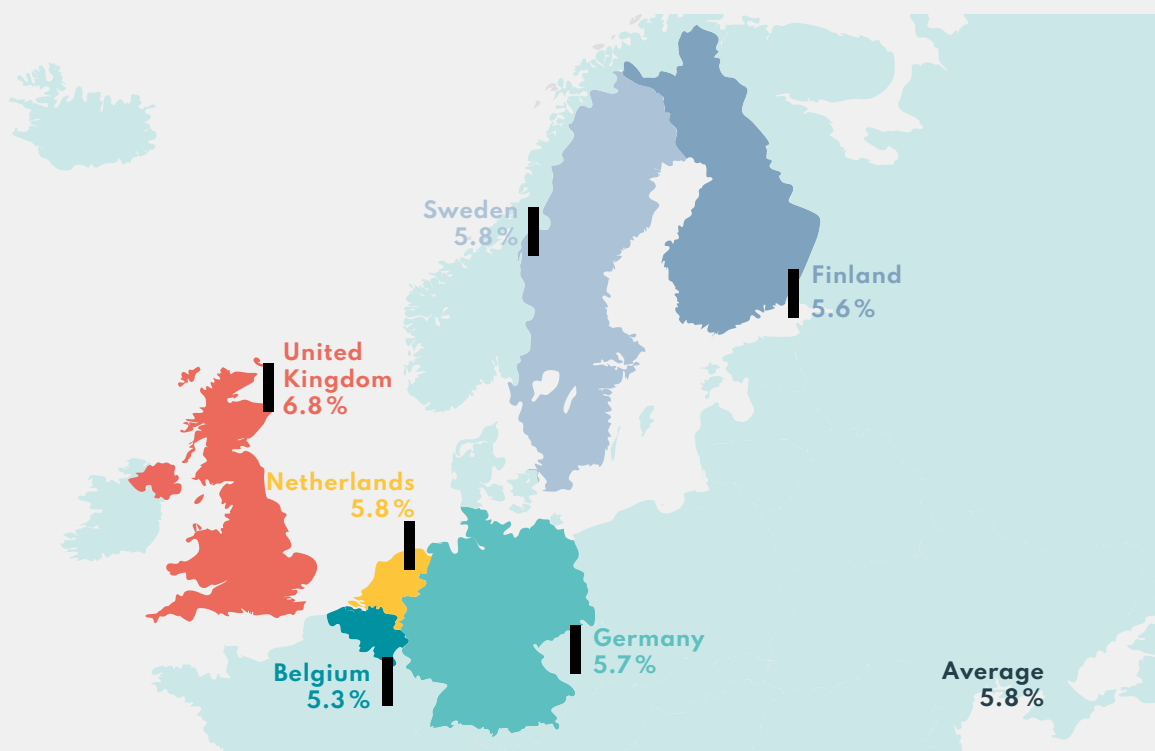 Sweden
5.8%
Finland
5.6%
United
Kingdom
6.8%
Netherlands
5.8%
Germany
5.7%
Belgium
5.3%
Average
5.8%